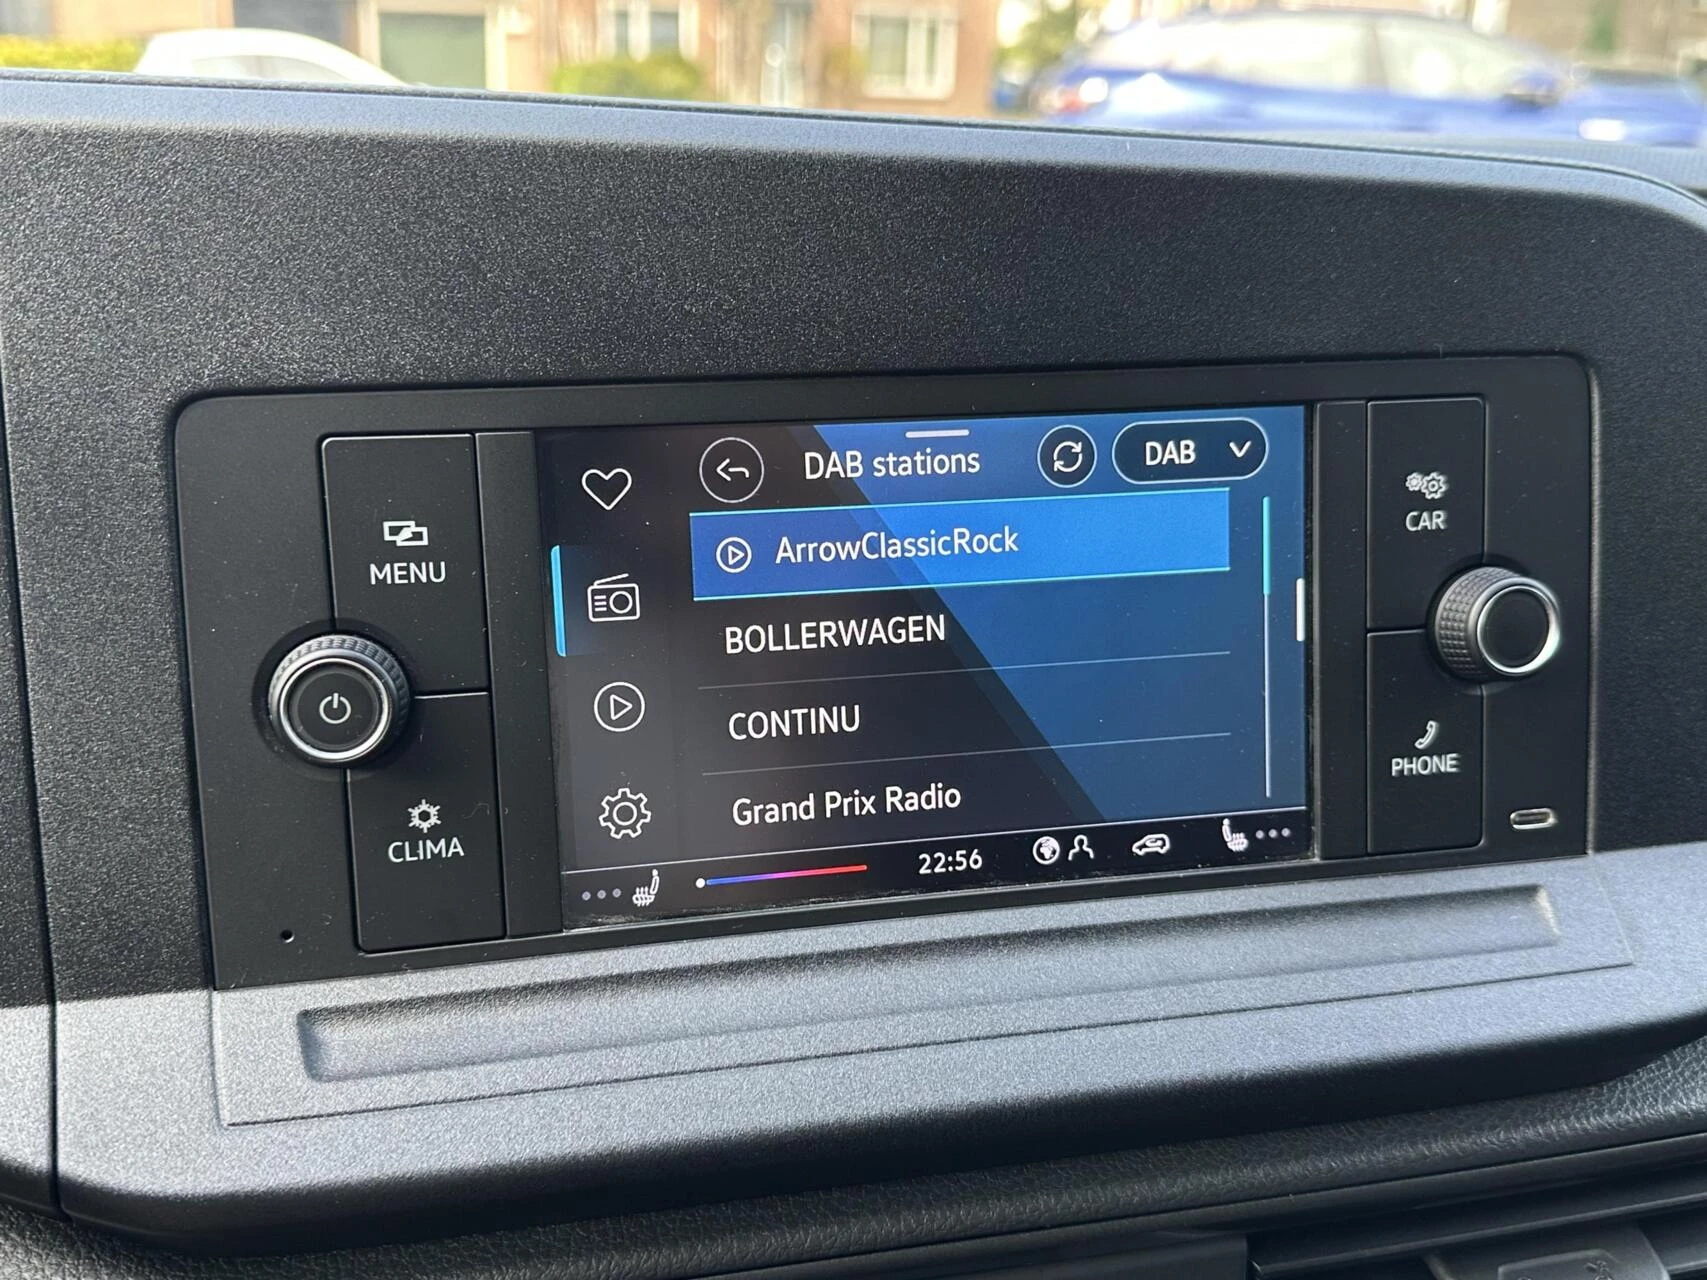 MENU
CLIMA
DAB stations
DAB
ArrowClassicRock
BOLLERWAGEN
CONTINU
Grand Prix Radio
22:56
CAR
PHONE